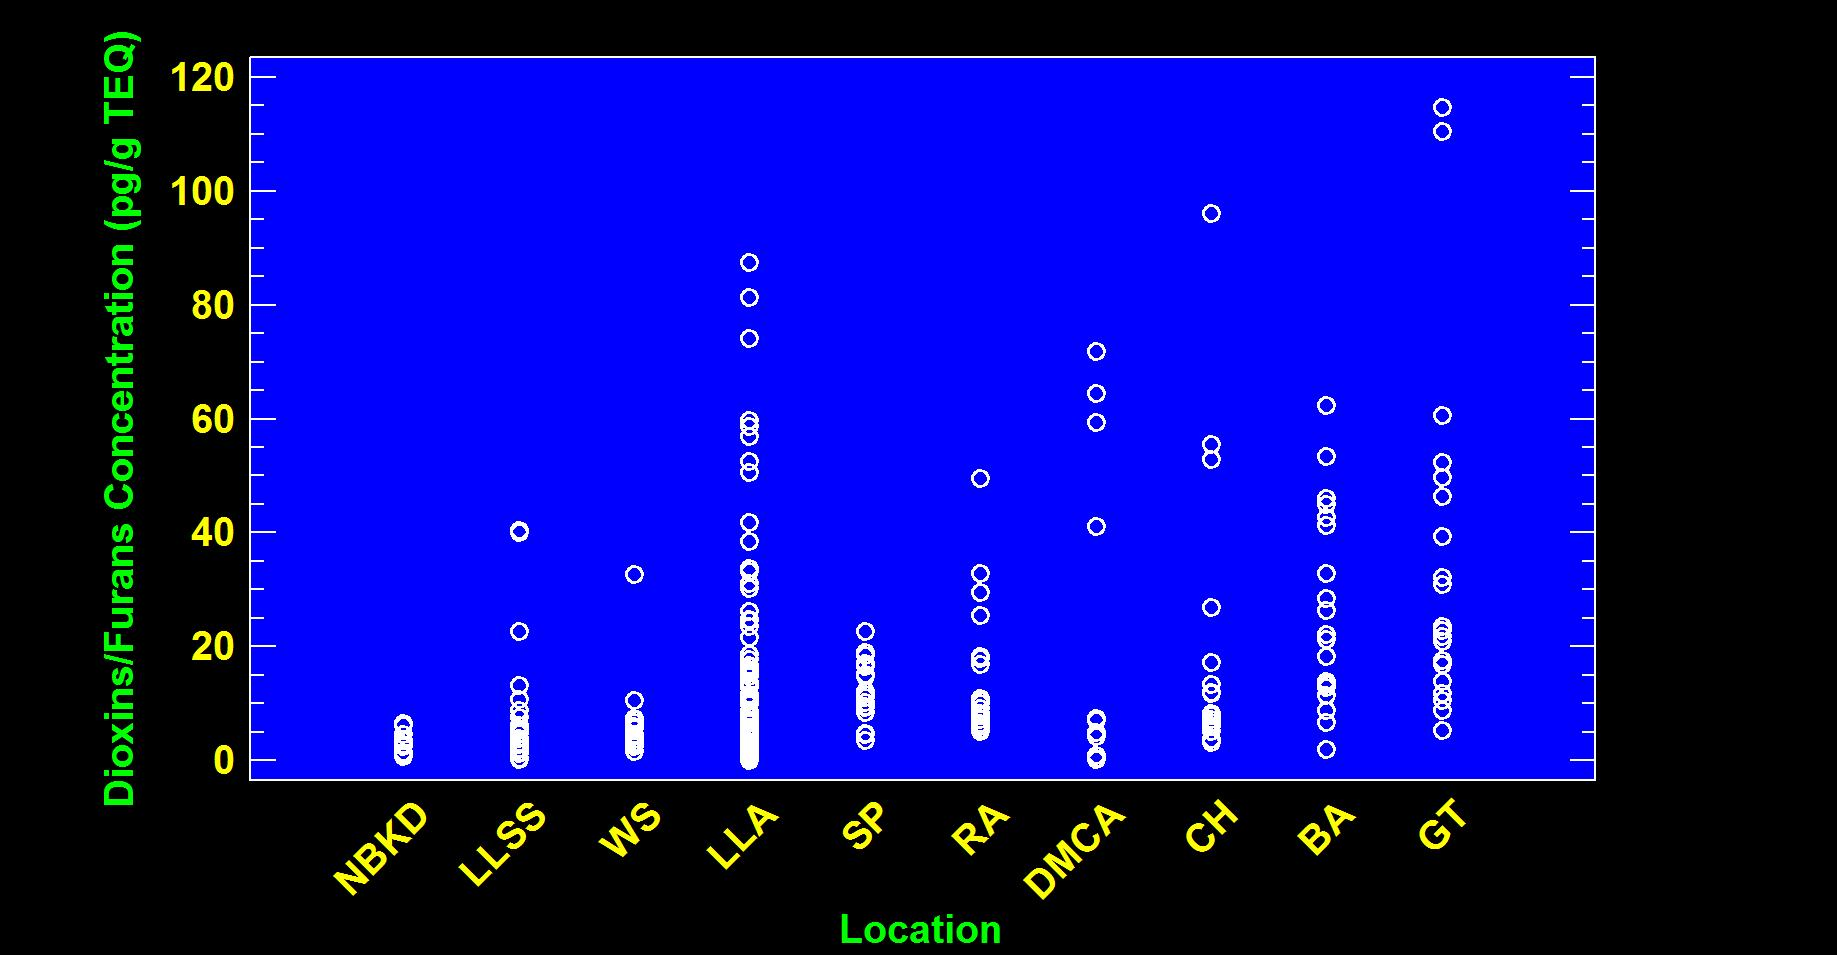 Dioxins/Furans Concentration (pg/g TEQ)
120
100
80
60
40
20
0
NBKD
LLSS
WS
LLA
SP
RA
DMCA
CH
BA
GT
Location